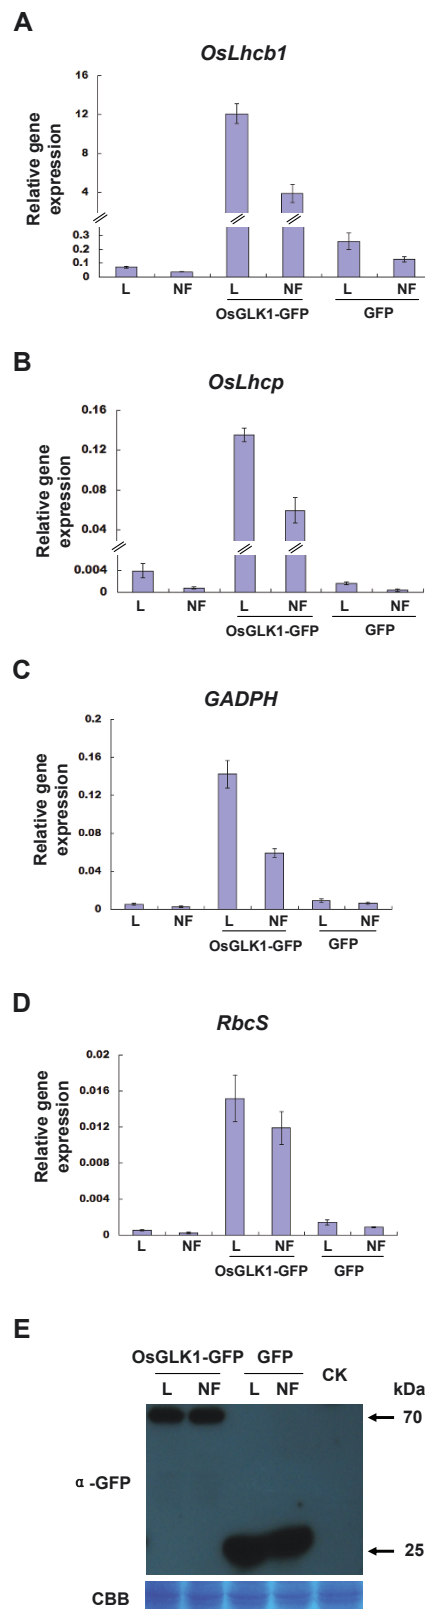 A
OsLhcb1
Relative gene
expression
16
12
8
4
0.3
0.2
0.1
0
L NF L NF L NF
OsGLK1-GFP GFP
B
OsLhcp
Relative gene
expression
0.16
0.12
0.08
0.04
0.004
0
L NF L NF L NF
OsGLK1-GFP GFP
C
GADPH
Relative gene
expression
0.2
0.16
0.12
0.08
0.04
0
L NF L NF L NF
OsGLK1-GFP GFP
D
RbcS
Relative gene
expression
0.02
0.016
0.012
0.008
0.004
0
L NF L NF L NF
OsGLK1-GFP GFP
E
OsGLK1-GFP GFP CK
L NF L NF kDa
70
α -GFP
25
CBB